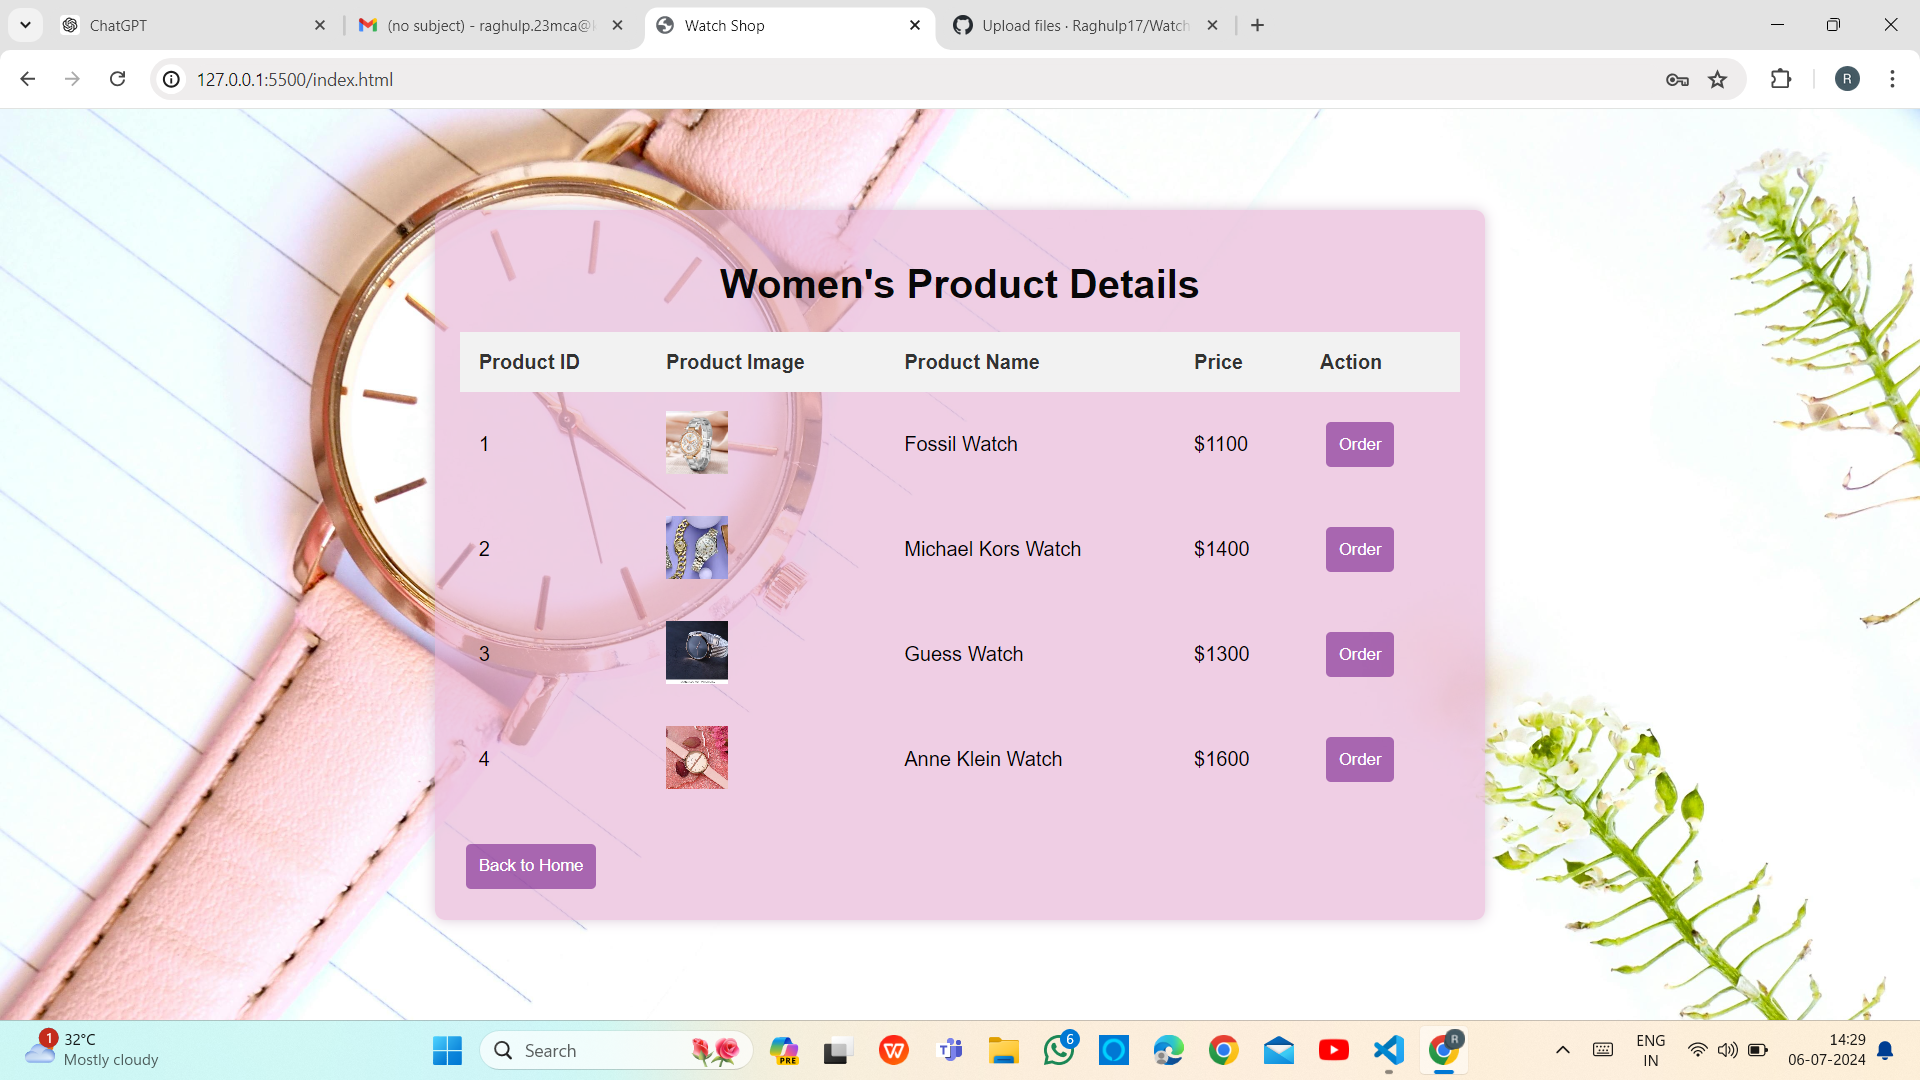 ChatGPT
(no subject) - raghulp.23mca@k
Watch Shop
Upload files · Raghulp17/Watch
127.0.0.1:5500/index.html
R
Women's Product Details
Product ID Product Image Product Name Price Action
1 Fossil Watch $1100 Order
2 Michael Kors Watch $1400 Order
3 Guess Watch $1300 Order
4 Anne Klein Watch $1600 Order
Back to Home
1
32°C
Mostly cloudy
Search
PRE
6
R
ENG
IN
14:29
06-07-2024